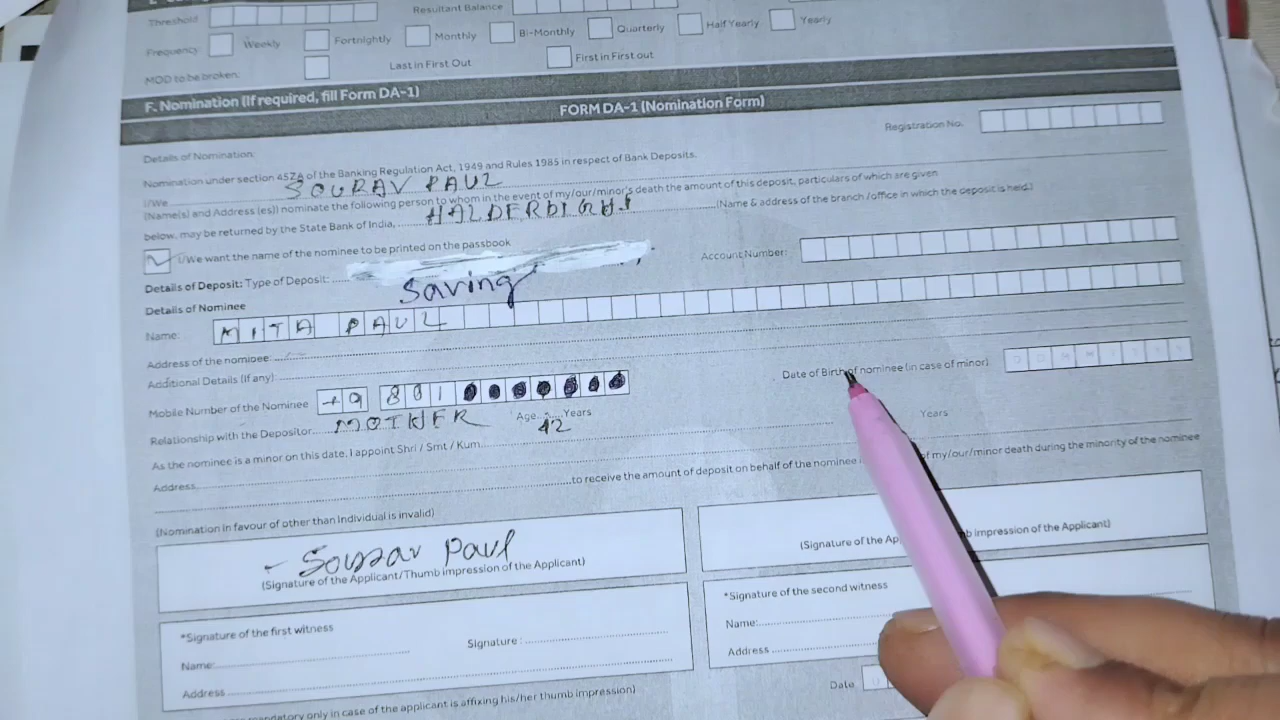 Threshold Resultant Balance
Frequency Weekly Fortnightly Monthly Bi-Monthly Quarterly Half Yearly Yearly
MOD to be broken: Last in First Out First in First out
F. Nomination (If required, fill Form DA-1)
FORM DA-1 (Nomination Form)
Registration No.
Details of Nomination:
Nomination under section 45ZA of the Banking Regulation Act, 1949 and Rules 1985 in respect of Bank Deposits.
I/We SOURAV PAUL
(Name(s) and Address (es)) nominate the following person to whom in the event of my/our/minor's death the amount of this deposit, particulars of which are given
below, may be returned by the State Bank of India, HALDERDIGHI (Name & address of the branch /office in which the deposit is held.)
I/We want the name of the nominee to be printed on the passbook
Details of Deposit: Type of Deposit: Saving Account Number:
Details of Nominee
Name: MITA PAUL
Address of the nominee
Additional Details (If any)
Date of Birth of nominee (in case of minor) D D M M Y Y Y Y
Mobile Number of the Nominee +9 801
Relationship with the Depositor MOTHER Age 42 Years
As the nominee is a minor on this date, I appoint Shri / Smt / Kum. Years
Address to receive the amount of deposit on behalf of the nominee of my/our/minor death during the minority of the nominee
(Nomination in favour of other than Individual is invalid)
Sourav Paul
(Signature of the Applicant/Thumb impression of the Applicant)
(Signature of the Ap mb impression of the Applicant)
*Signature of the first witness
Signature :
Name:
Address
*Signature of the second witness
Name:
Address
mandatory only in case of the applicant is affixing his/her thumb impression)
Date